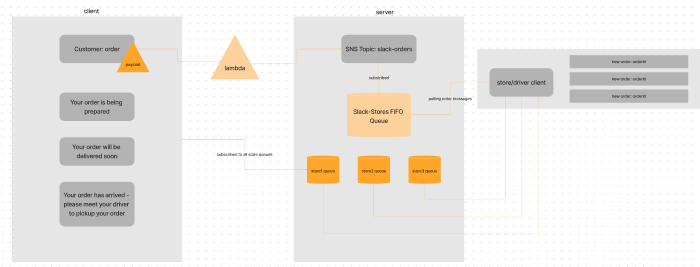 client
server
Customer: order
payload
lambda
SNS Topic: slack-orders
subscribed
Slack-Stores FIFO
Queue
polling order messages
store/driver client
new order: orderId
new order: orderId
new order: orderId
Your order is being
prepared
Your order will be
delivered soon
subscribed to all store queues
store1 queue
store2 queue
store3 queue
Your order has arrived -
please meet your driver
to pickup your order